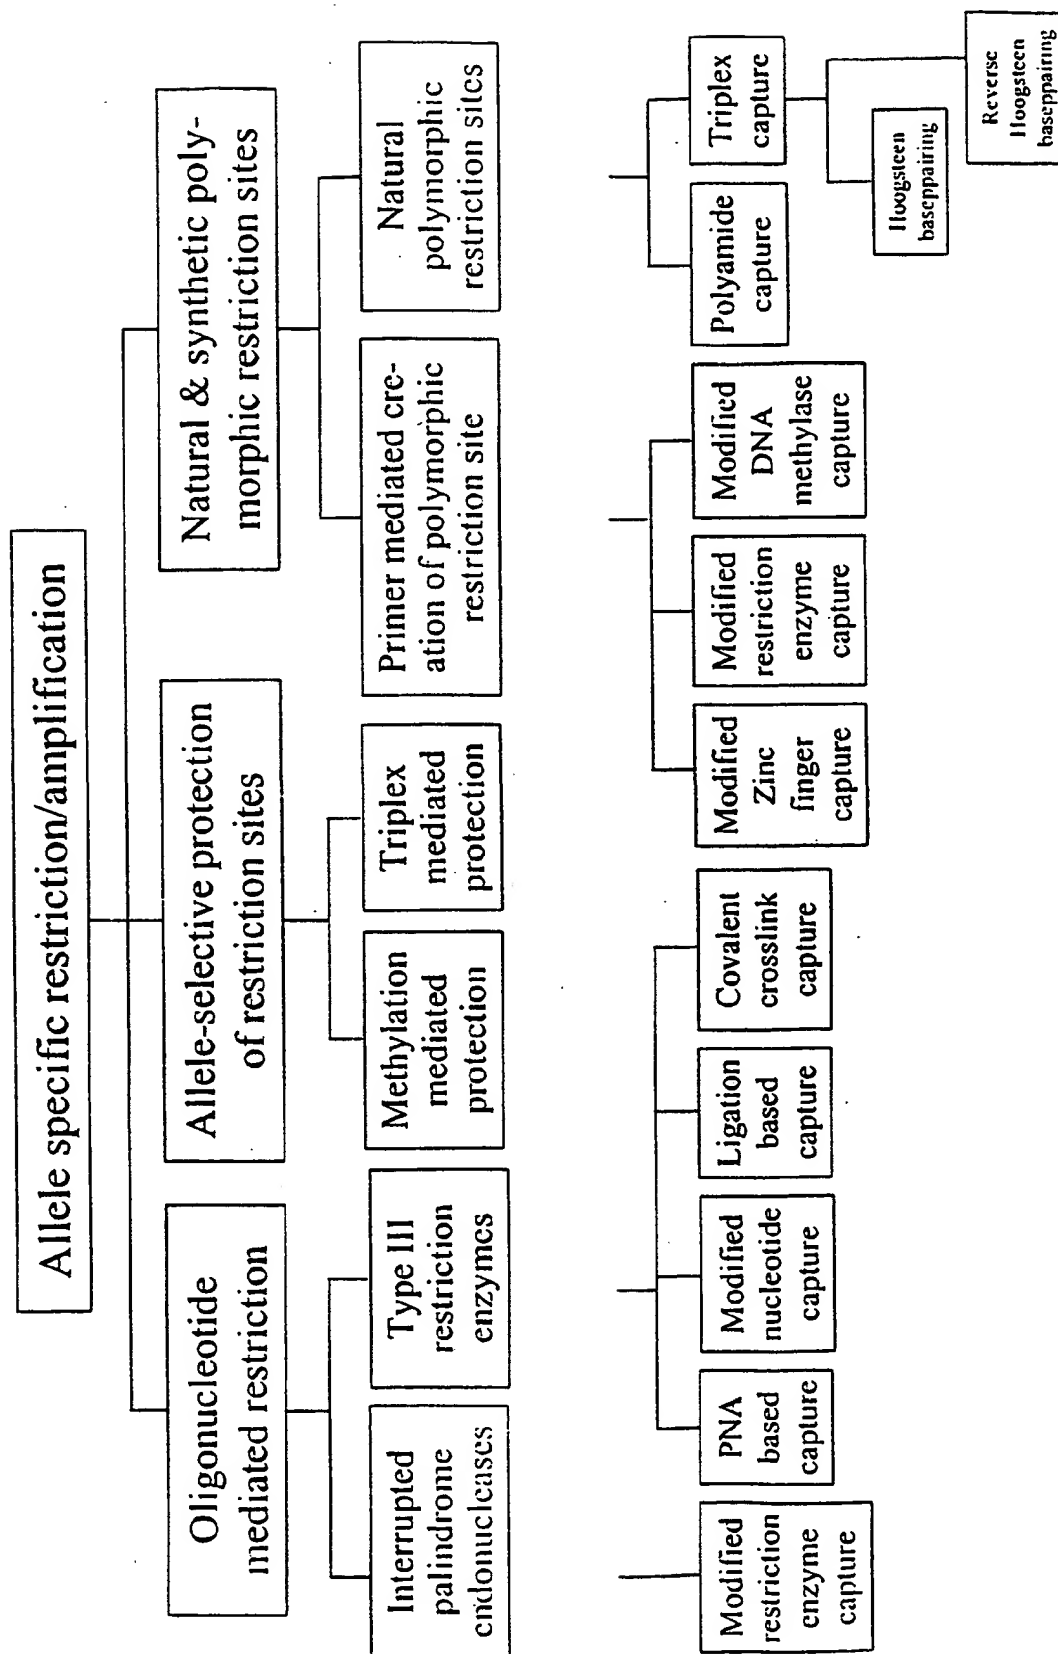 Allele specific restriction/amplification
Oligonucleotide
mediated restriction
Allele-selective protection
of restriction sites
Natural & synthetic poly-
morphic restriction sites
Interrupted
palindrome
endonucleases
Type III
restriction
enzymes
Methylation
mediated
protection
Triplex
mediated
protection
Primer mediated cre-
ation of polymorphic
restriction site
Natural
polymorphic
restriction sites
Modified
restriction
enzyme
capture
PNA
based
capture
Modified
nucleotide
capture
Ligation
based
capture
Covalent
crosslink
capture
Modified
Zinc
finger
capture
Modified
restriction
enzyme
capture
Modified
DNA
methylase
capture
Polyamide
capture
Triplex
capture
Hoogsteen
baseppairing
Reverse
Hoogsteen
baseppairing